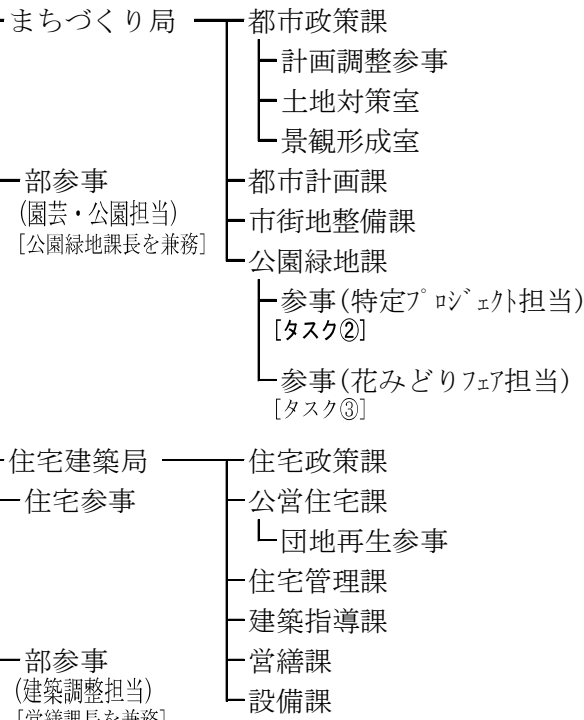 まちづくり局
都市政策課
計画調整参事
土地対策室
景観形成室
部参事
(園芸・公園担当)
[公園緑地課長を兼務]
都市計画課
市街地整備課
公園緑地課
参事(特定プロジェクト担当)
[タスク②]
参事(花みどりフェア担当)
[タスク③]
住宅建築局
住宅政策課
住宅参事
公営住宅課
団地再生参事
住宅管理課
建築指導課
部参事
(建築調整担当)
[営繕課長を兼務]
営繕課
設備課